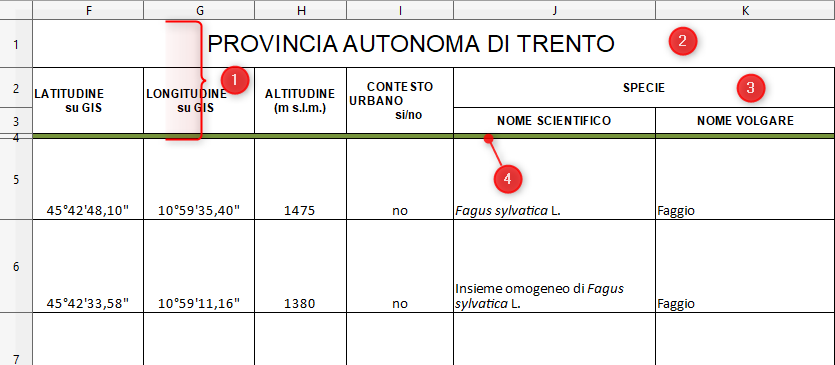 F G H I J K
1 PROVINCIA AUTONOMA DI TRENTO 2
2 LATITUDINE LONGITUDINE 1 ALTITUDINE CONTESTO SPECIE 3
su GIS su GIS (m s.l.m.) URBANO
3 si/no NOME SCIENTIFICO NOME VOLGARE
4
5 4
45°42'48,10" 10°59'35,40" 1475 no Fagus sylvatica L. Faggio
6
Insieme omogeneo di Fagus
45°42'33,58" 10°59'11,16" 1380 no sylvatica L. Faggio
7